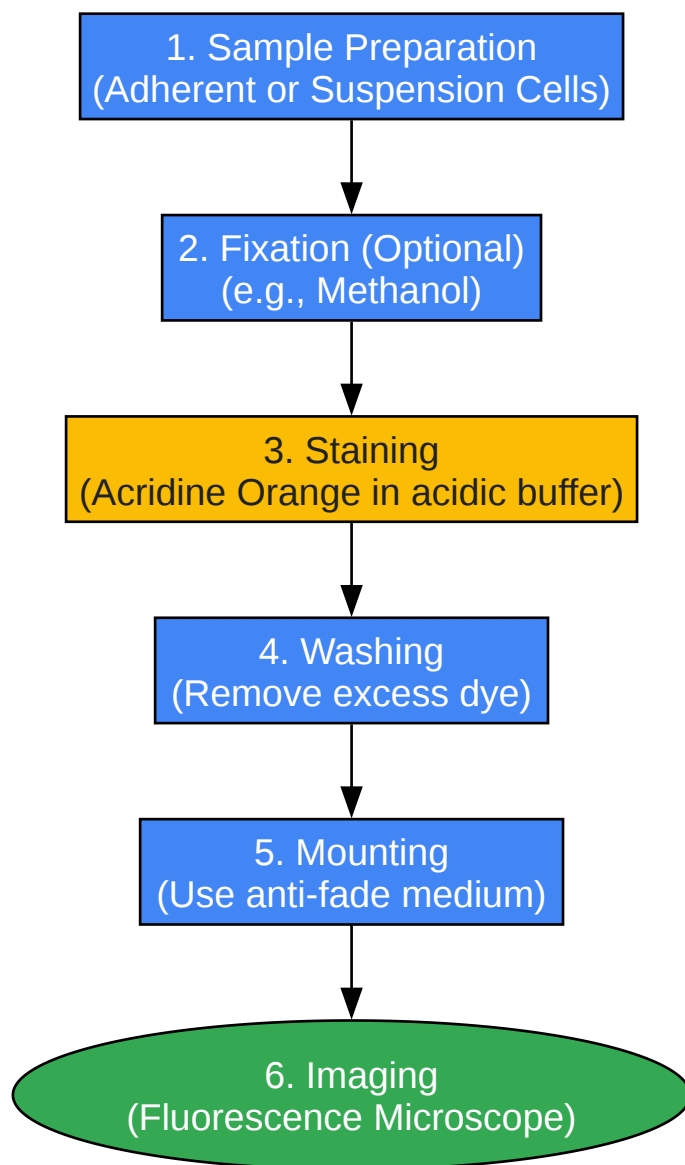 1. Sample Preparation
(Adherent or Suspension Cells)
2. Fixation (Optional)
(e.g., Methanol)
3. Staining
(Acridine Orange in acidic buffer)
4. Washing
(Remove excess dye)
5. Mounting
(Use anti-fade medium)
6. Imaging
(Fluorescence Microscope)